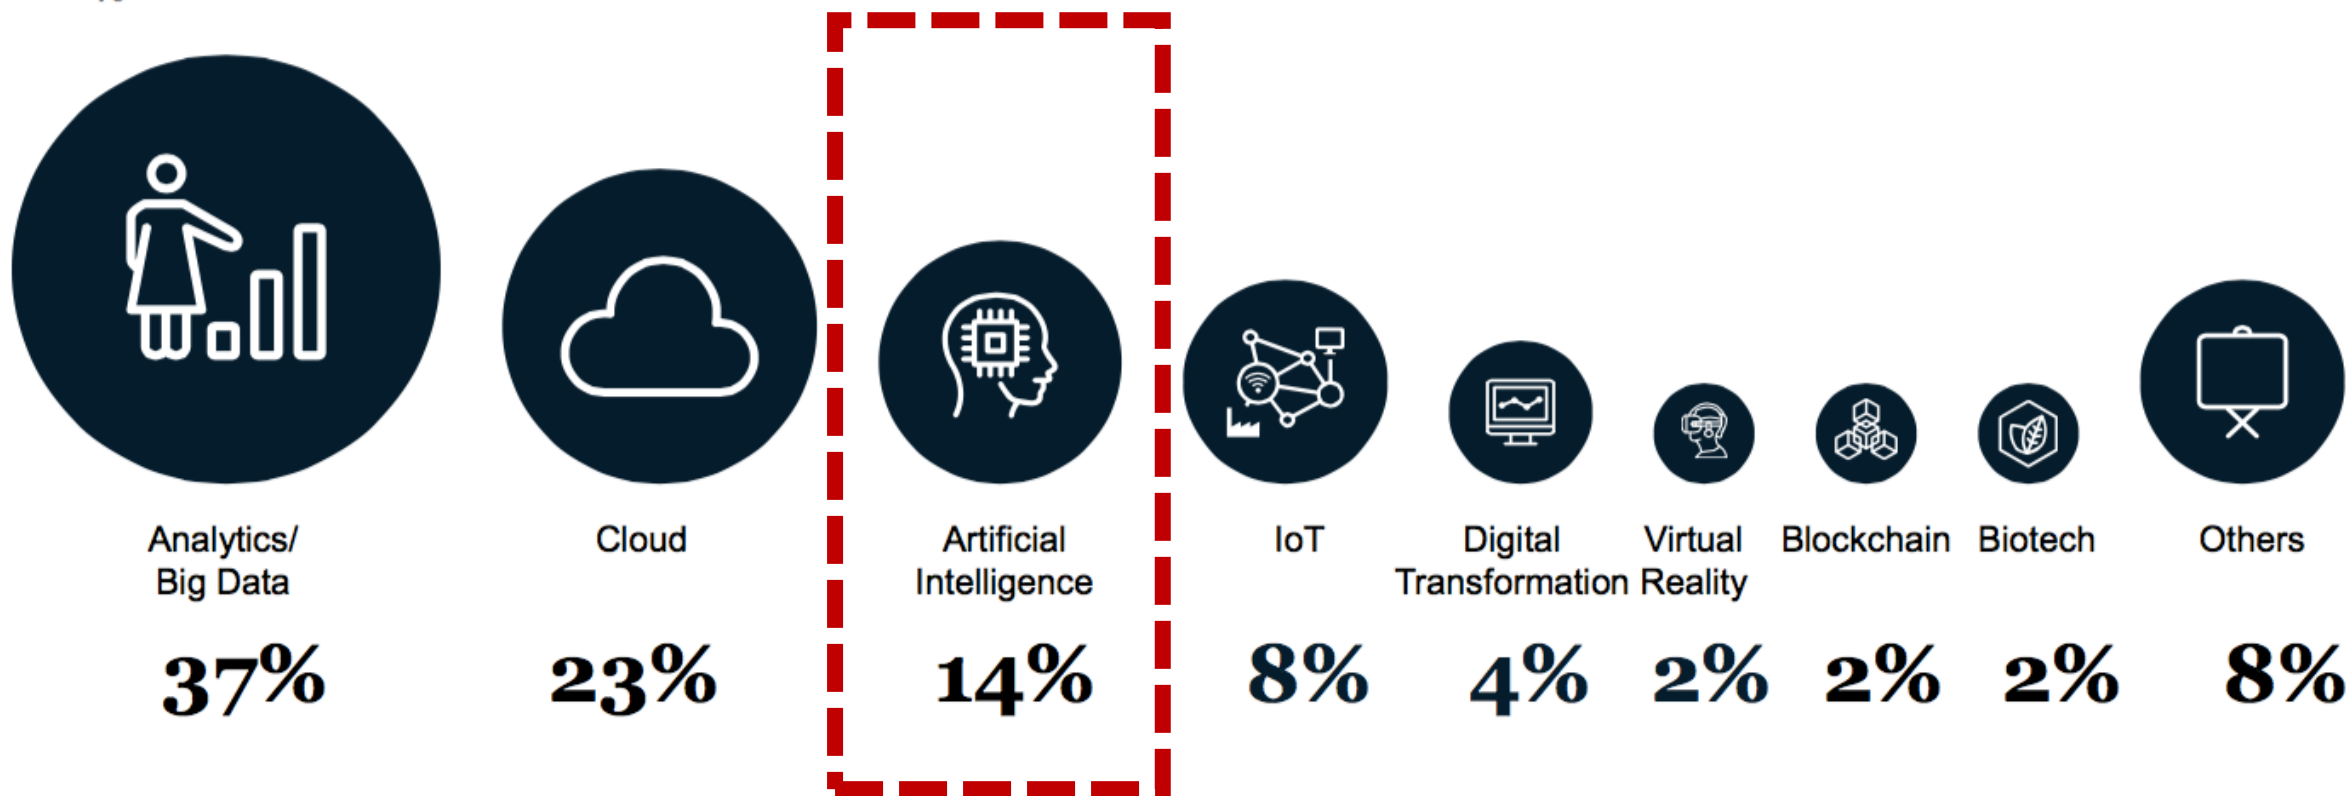 Analytics/
Big Data
37%
Cloud
23%
Artificial
Intelligence
14%
IoT
8%
Digital
Transformation
4%
Virtual
Reality
2%
Blockchain
2%
Biotech
2%
Others
8%